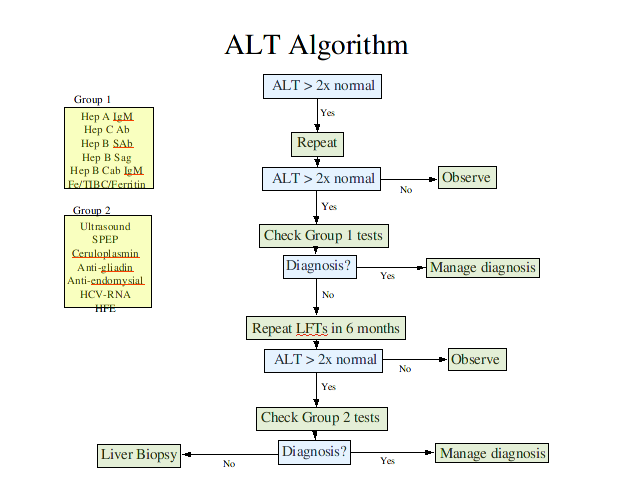 ALT Algorithm
Group 1
Hep A IgM
Hep C Ab
Hep B SAb
Hep B Sag
Hep B Cab IgM
Fe/TIBC/Ferritin
Group 2
Ultrasound
SPEP
Ceruloplasmin
Anti-gliadin
Anti-endomysial
HCV-RNA
HFE
ALT > 2x normal
Yes
Repeat
ALT > 2x normal
No
Observe
Yes
Check Group 1 tests
Diagnosis?
Yes
Manage diagnosis
No
Repeat LFTs in 6 months
ALT > 2x normal
No
Observe
Yes
Check Group 2 tests
Diagnosis?
No
Liver Biopsy
Yes
Manage diagnosis